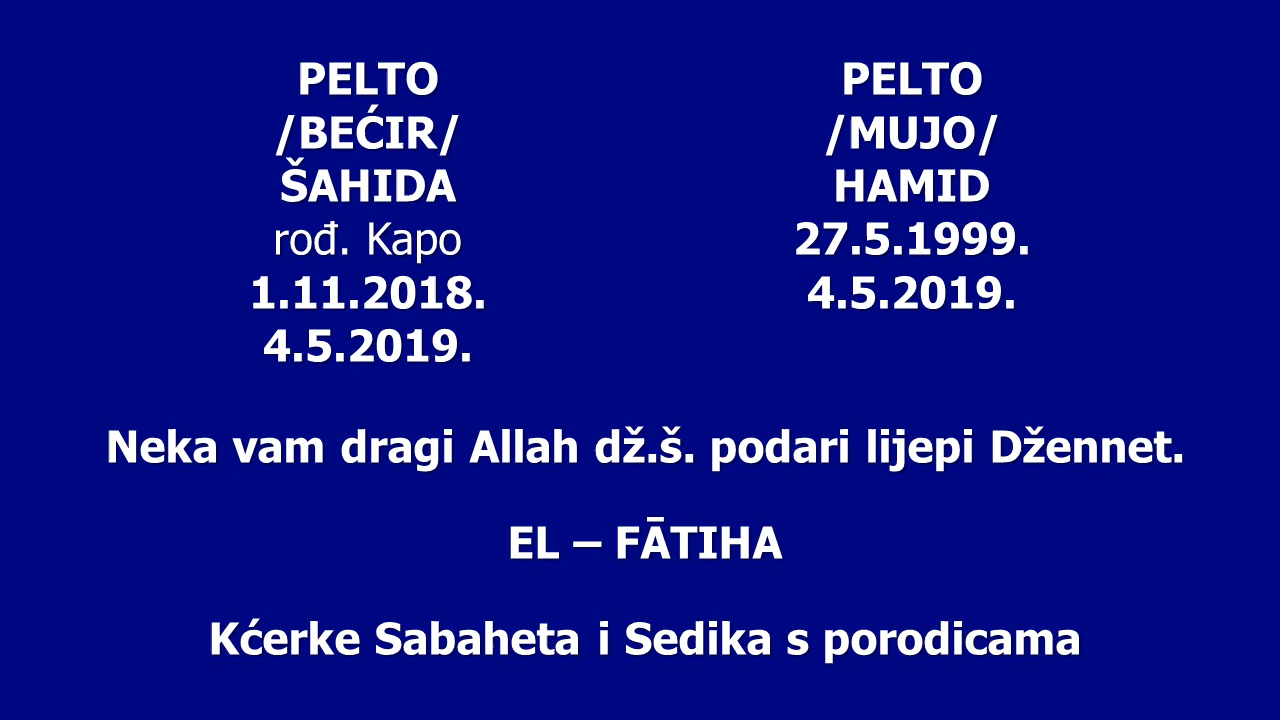 PELTO
/BEĆIR/
ŠAHIDA
rođ. Kapo
1.11.2018.
4.5.2019.
PELTO
/MUJO/
HAMID
27.5.1999.
4.5.2019.
Neka vam dragi Allah dž.š. podari lijepi Džennet.
EL – FĀTIHA
Kćerke Sabaheta i Sedika s porodicama